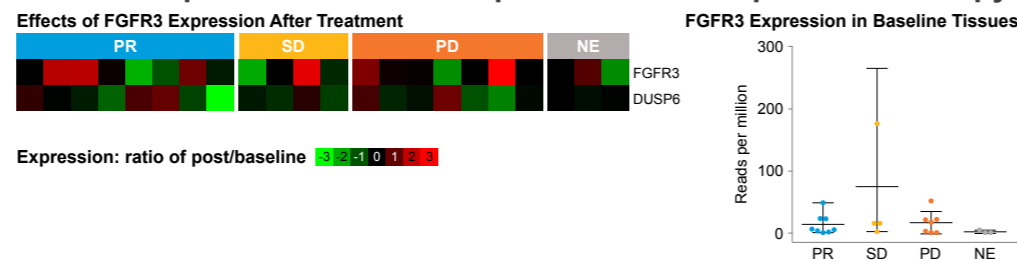 Effects of FGFR3 Expression After Treatment
PR SD PD NE
FGFR3
DUSP6
Expression: ratio of post/baseline -3 -2 -1 0 1 2 3
FGFR3 Expression in Baseline Tissues
Reads per million
300
200
100
0
PR SD PD NE